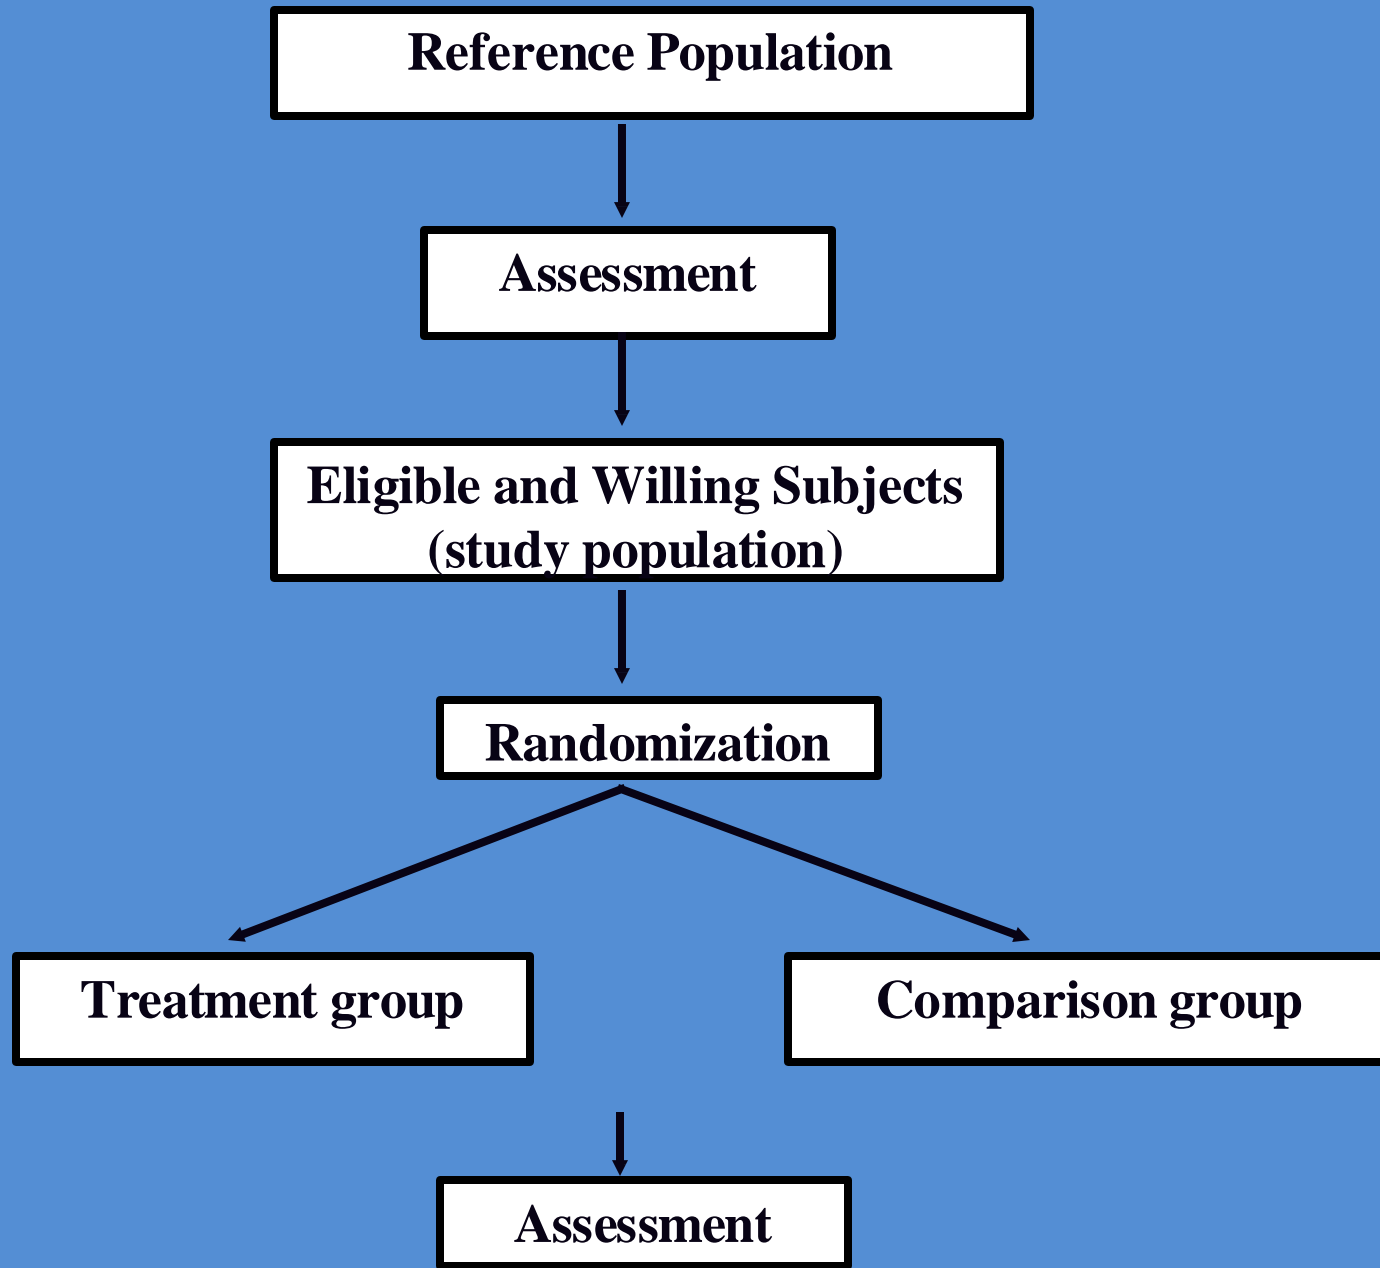 Reference Population
Assessment
Eligible and Willing Subjects
(study population)
Randomization
Treatment group
Comparison group
Assessment